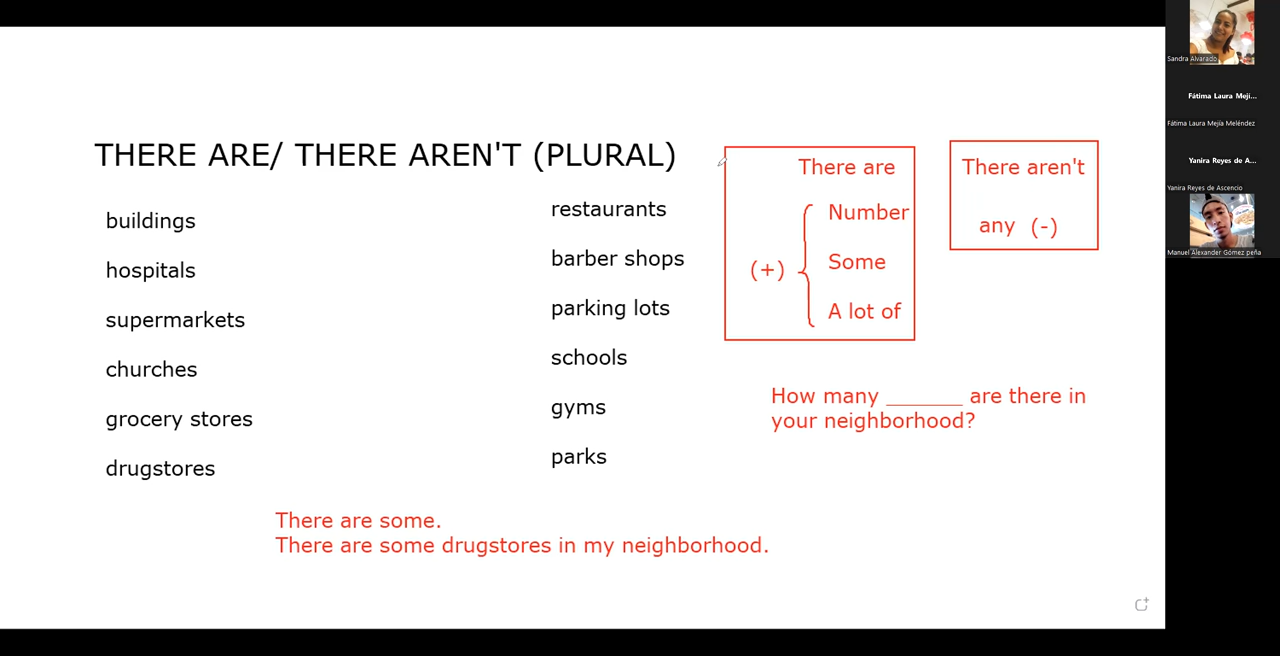 THERE ARE/ THERE AREN'T (PLURAL)
buildings
hospitals
supermarkets
churches
grocery stores
drugstores
restaurants
barber shops
parking lots
schools
gyms
parks
There are
(+)
Number
Some
A lot of
There aren't
any (-)
How many ______ are there in
your neighborhood?
There are some.
There are some drugstores in my neighborhood.
Sandra Alvarado
Fátima Laura Mejí...
Fátima Laura Mejía Meléndez
Yanira Reyes de A...
Yanira Reyes de Ascencio
Manuel Alexander Gómez peña